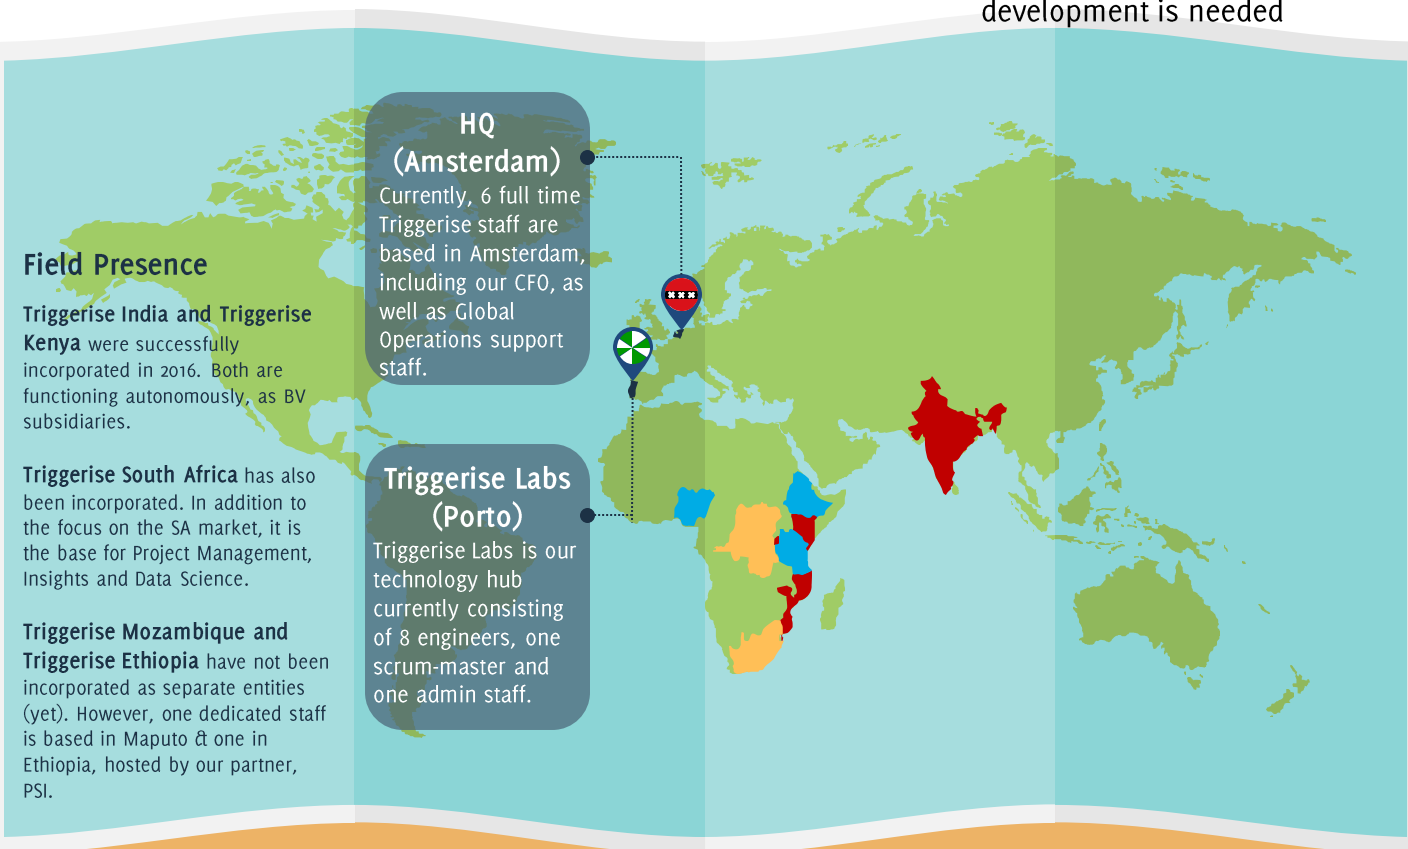 development is needed
HQ
(Amsterdam)
Currently, 6 full time
Triggerise staff are
based in Amsterdam,
including our CFO, as
well as Global
Operations support
staff.
Field Presence
Triggerise India and Triggerise
Kenya were successfully
incorporated in 2016. Both are
functioning autonomously, as BV
subsidiaries.
Triggerise South Africa has also
been incorporated. In addition to
the focus on the SA market, it is
the base for Project Management,
Insights and Data Science.
Triggerise Mozambique and
Triggerise Ethiopia have not been
incorporated as separate entities
(yet). However, one dedicated staff
is based in Maputo & one in
Ethiopia, hosted by our partner,
PSI.
Triggerise Labs
(Porto)
Triggerise Labs is our
technology hub
currently consisting
of 8 engineers, one
scrum-master and
one admin staff.